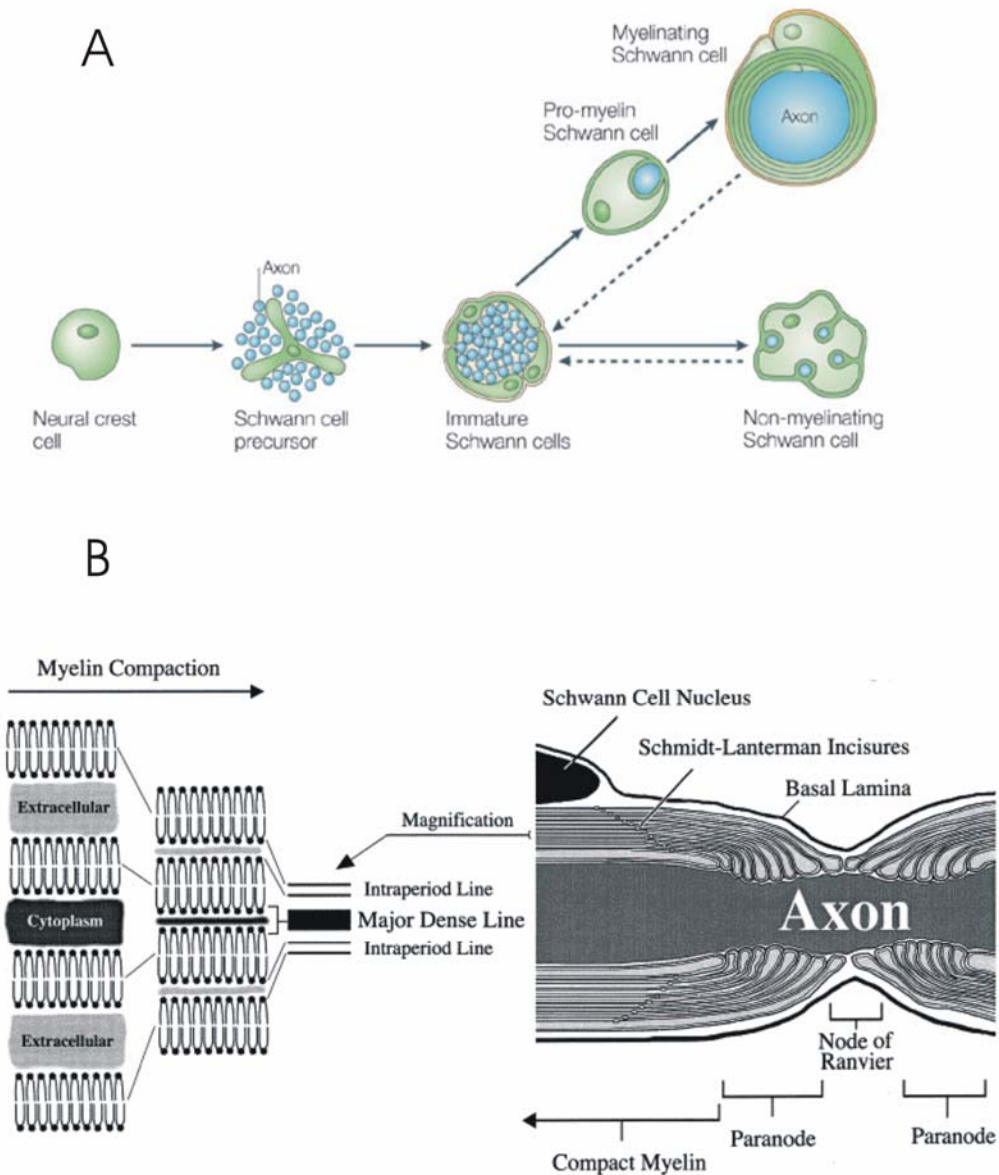 A
Myelinating
Schwann cell
Pro-myelin
Schwann cell
Axon
Axon
Neural crest
cell
Schwann cell
precursor
Immature
Schwann cells
Non-myelinating
Schwann cell
B
Myelin Compaction
Extracellular
Cytoplasm
Extracellular
Magnification
Intraperiod Line
Major Dense Line
Intraperiod Line
Schwann Cell Nucleus
Schmidt-Lanterman Incisures
Basal Lamina
Axon
Node of
Ranvier
Paranode
Paranode
Compact Myelin